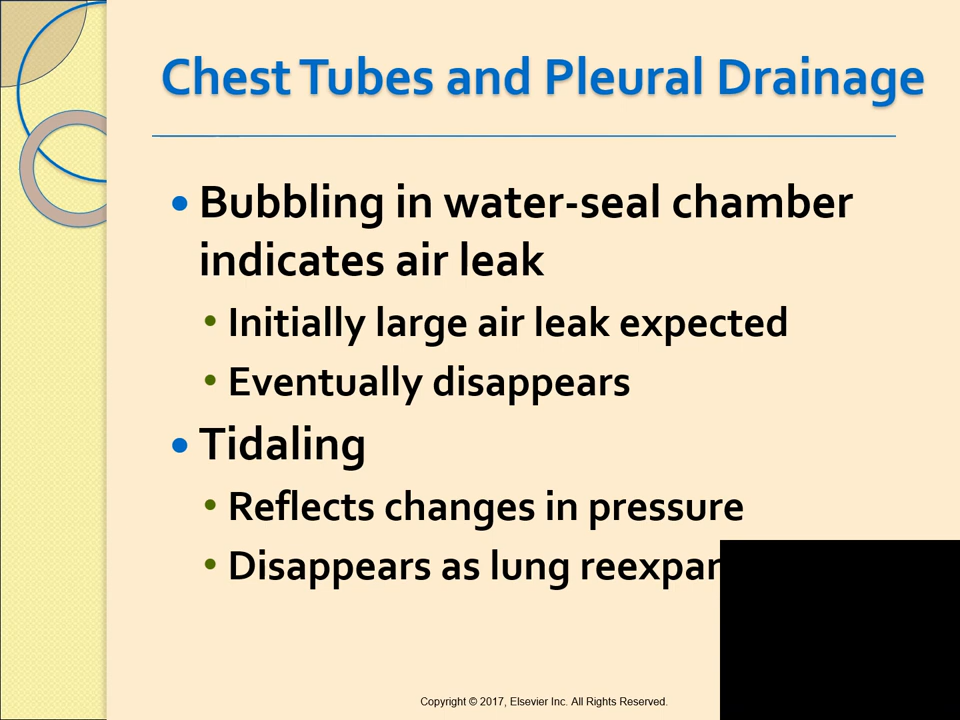 Chest Tubes and Pleural Drainage
Bubbling in water-seal chamber
indicates air leak
Initially large air leak expected
Eventually disappears
Tidaling
Reflects changes in pressure
Disappears as lung
Copyright © 2017, Elsevier Inc. All Rights Reserved.